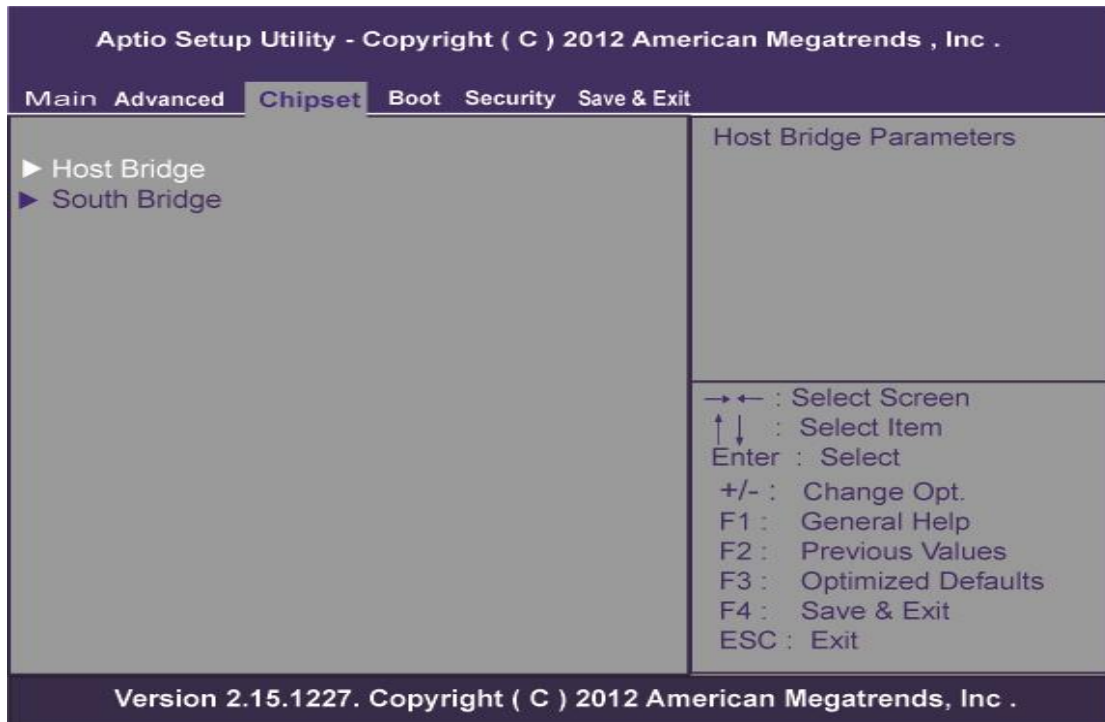 Aptio Setup Utility - Copyright ( C ) 2012 American Megatrends , Inc .
Main Advanced Chipset Boot Security Save & Exit
► Host Bridge
► South Bridge
Host Bridge Parameters
→ ← : Select Screen
↑ ↓ : Select Item
Enter : Select
+/- : Change Opt.
F1 : General Help
F2 : Previous Values
F3 : Optimized Defaults
F4 : Save & Exit
ESC : Exit
Version 2.15.1227. Copyright ( C ) 2012 American Megatrends, Inc .